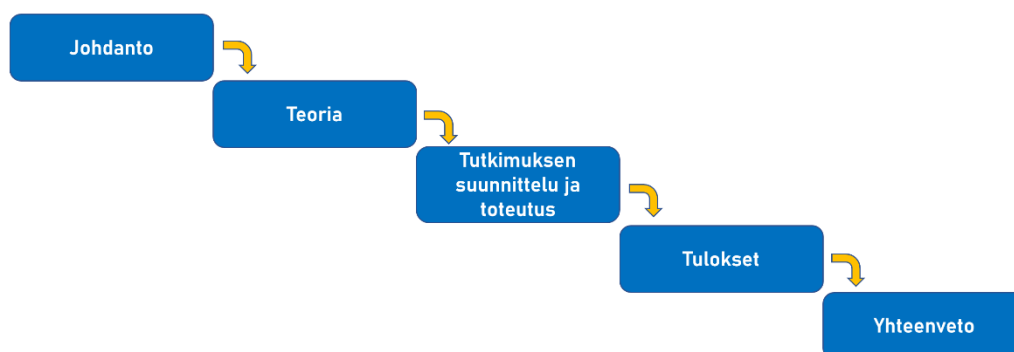 Johdanto
Teoria
Tutkimuksen
suunnittelu ja
toteutus
Tulokset
Yhteenveto